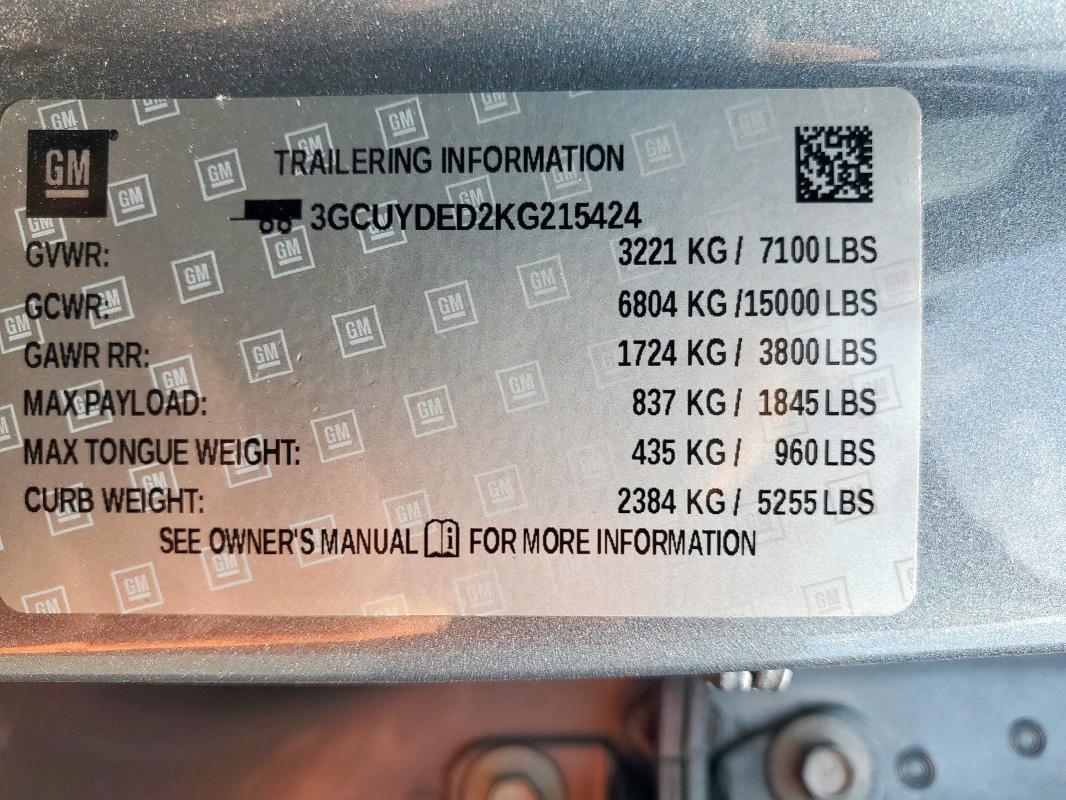 GM
TRAILERING INFORMATION
3GCUYDED2KG215424
GVWR: 3221 KG / 7100 LBS
GCWR: 6804 KG /15000 LBS
GAWR RR: 1724 KG / 3800 LBS
MAX PAYLOAD: 837 KG / 1845 LBS
MAX TONGUE WEIGHT: 435 KG / 960 LBS
CURB WEIGHT: 2384 KG / 5255 LBS
SEE OWNER'S MANUAL FOR MORE INFORMATION